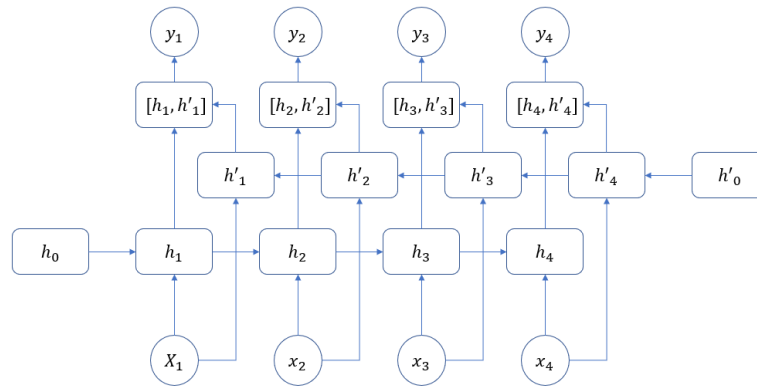 y₁ y₂ y₃ y₄
[h₁, h'₁] [h₂, h'₂] [h₃, h'₃] [h₄, h'₄]
h'₁ h'₂ h'₃ h'₄ h'₀
h₀ h₁ h₂ h₃ h₄
X₁ x₂ x₃ x₄